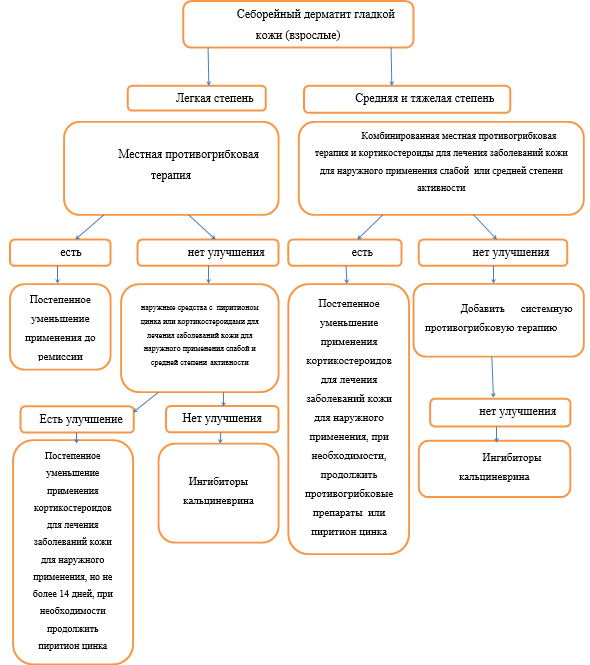 Себорейный дерматит гладкой
кожи (взрослые)
Легкая степень
Средняя и тяжелая степень
Местная противогрибковая
терапия
Комбинированная местная противогрибковая
терапия и кортикостероиды для лечения заболеваний кожи
для наружного применения слабой или средней степени
активности
есть
нет улучшения
есть
нет улучшения
Постепенное
уменьшение
применения до
ремиссии
наружные средства с пиритионом
цинка или кортикостероидами для
лечения заболеваний кожи для
наружного применения слабой и
средней степени активности
Постепенное
уменьшение
применения
кортикостероидов
для лечения
заболеваний кожи
для наружного
применения, при
необходимости,
продолжить
противогрибковые
препараты или
пиритион цинка
Добавить системную
противогрибковую терапию
Есть улучшение
Нет улучшения
нет улучшения
Постепенное
уменьшение
применения
кортикостероидов
для лечения
заболеваний кожи
для наружного
применения, но не
более 14 дней, при
необходимости
продолжить
пиритион цинка
Ингибиторы
кальциневрина
Ингибиторы
кальциневрина